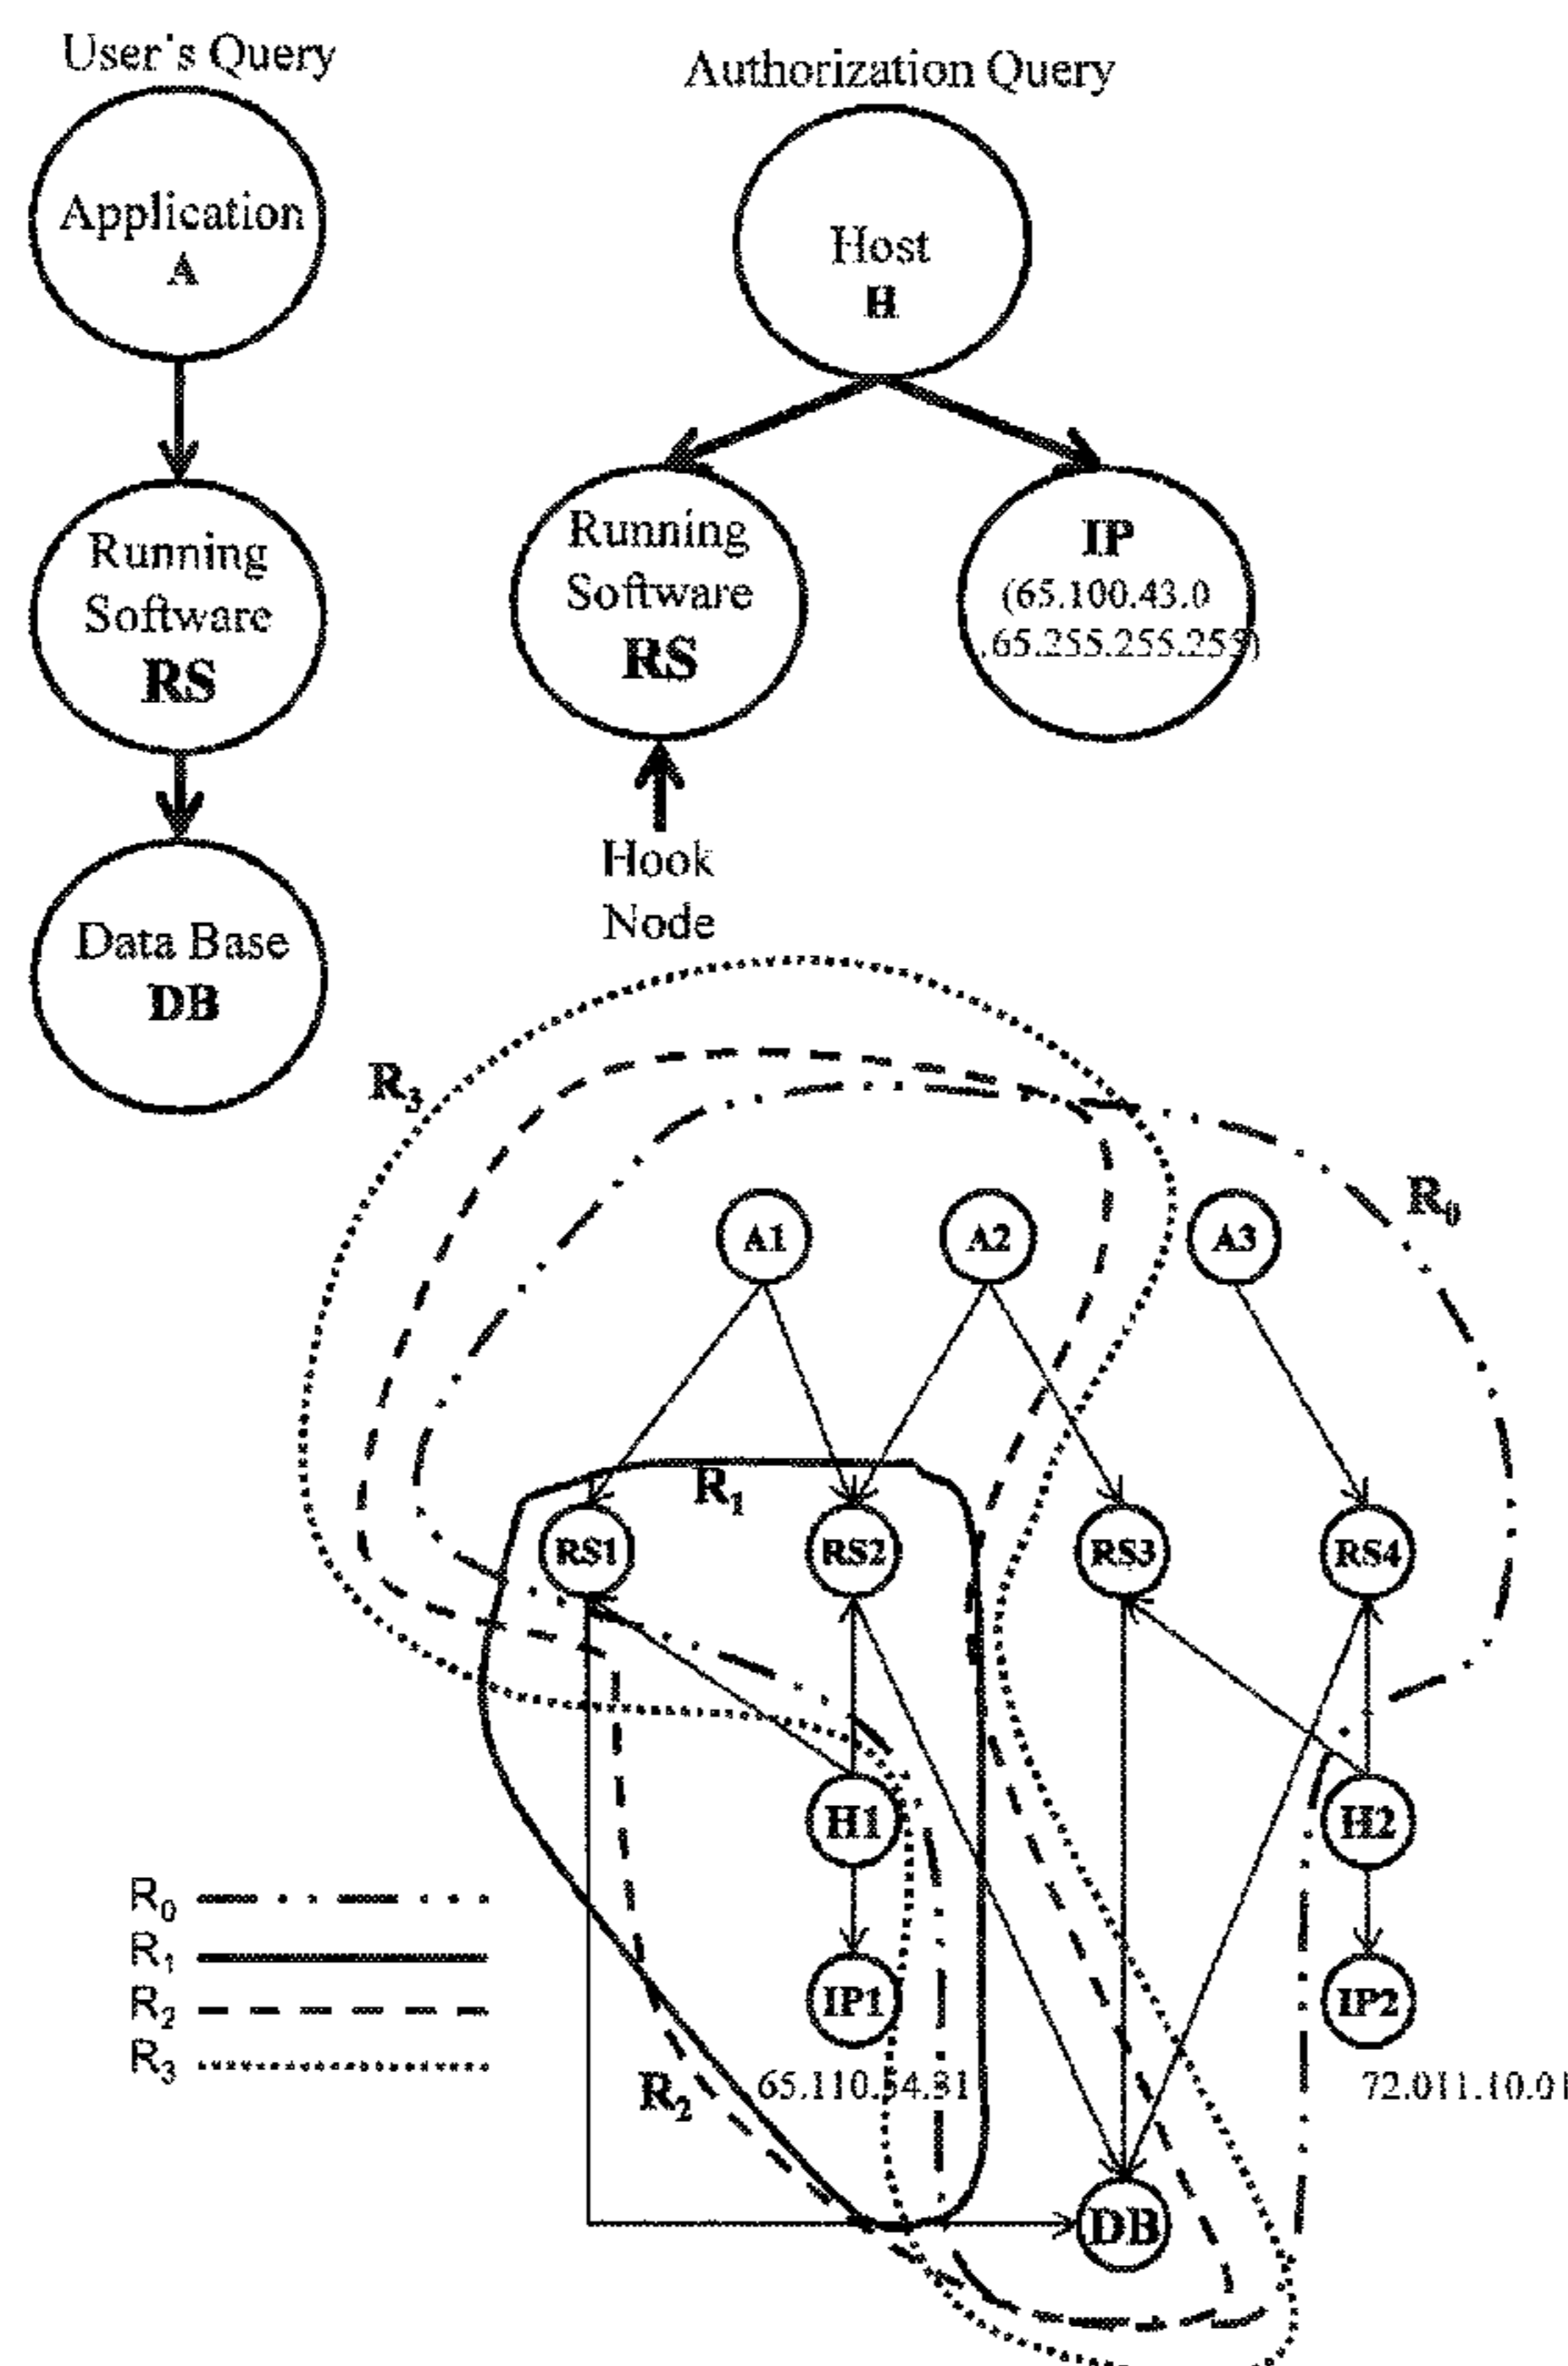 User's Query
Authorization Query
Application
A
Host
H
Running
Software
RS
Running
Software
RS
IP
(65.100.43.0
,65.255.255.255)
Hook
Node
Data Base
DB
R3
R0
A1
A2
A3
R1
RS1
RS2
RS3
RS4
H1
H2
R0
R1
R2
R3
IP1
IP2
R2
65.110.54.81
72.011.10.01
DB